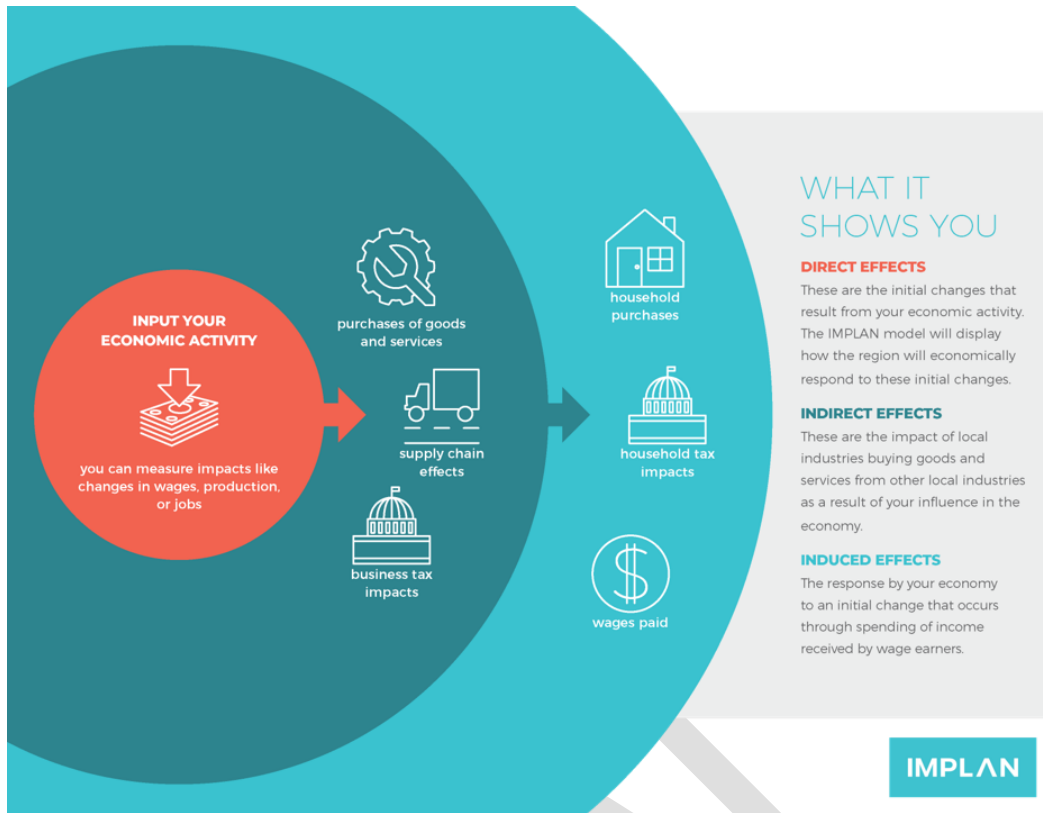 INPUT YOUR
ECONOMIC ACTIVITY
you can measure impacts like
changes in wages, production,
or jobs
purchases of goods
and services
supply chain
effects
business tax
impacts
household
purchases
household tax
impacts
wages paid
WHAT IT
SHOWS YOU
DIRECT EFFECTS
These are the initial changes that
result from your economic activity.
The IMPLAN model will display
how the region will economically
respond to these initial changes.
INDIRECT EFFECTS
These are the impact of local
industries buying goods and
services from other local industries
as a result of your influence in the
economy.
INDUCED EFFECTS
The response by your economy
to an initial change that occurs
through spending of income
received by wage earners.
IMPLAN